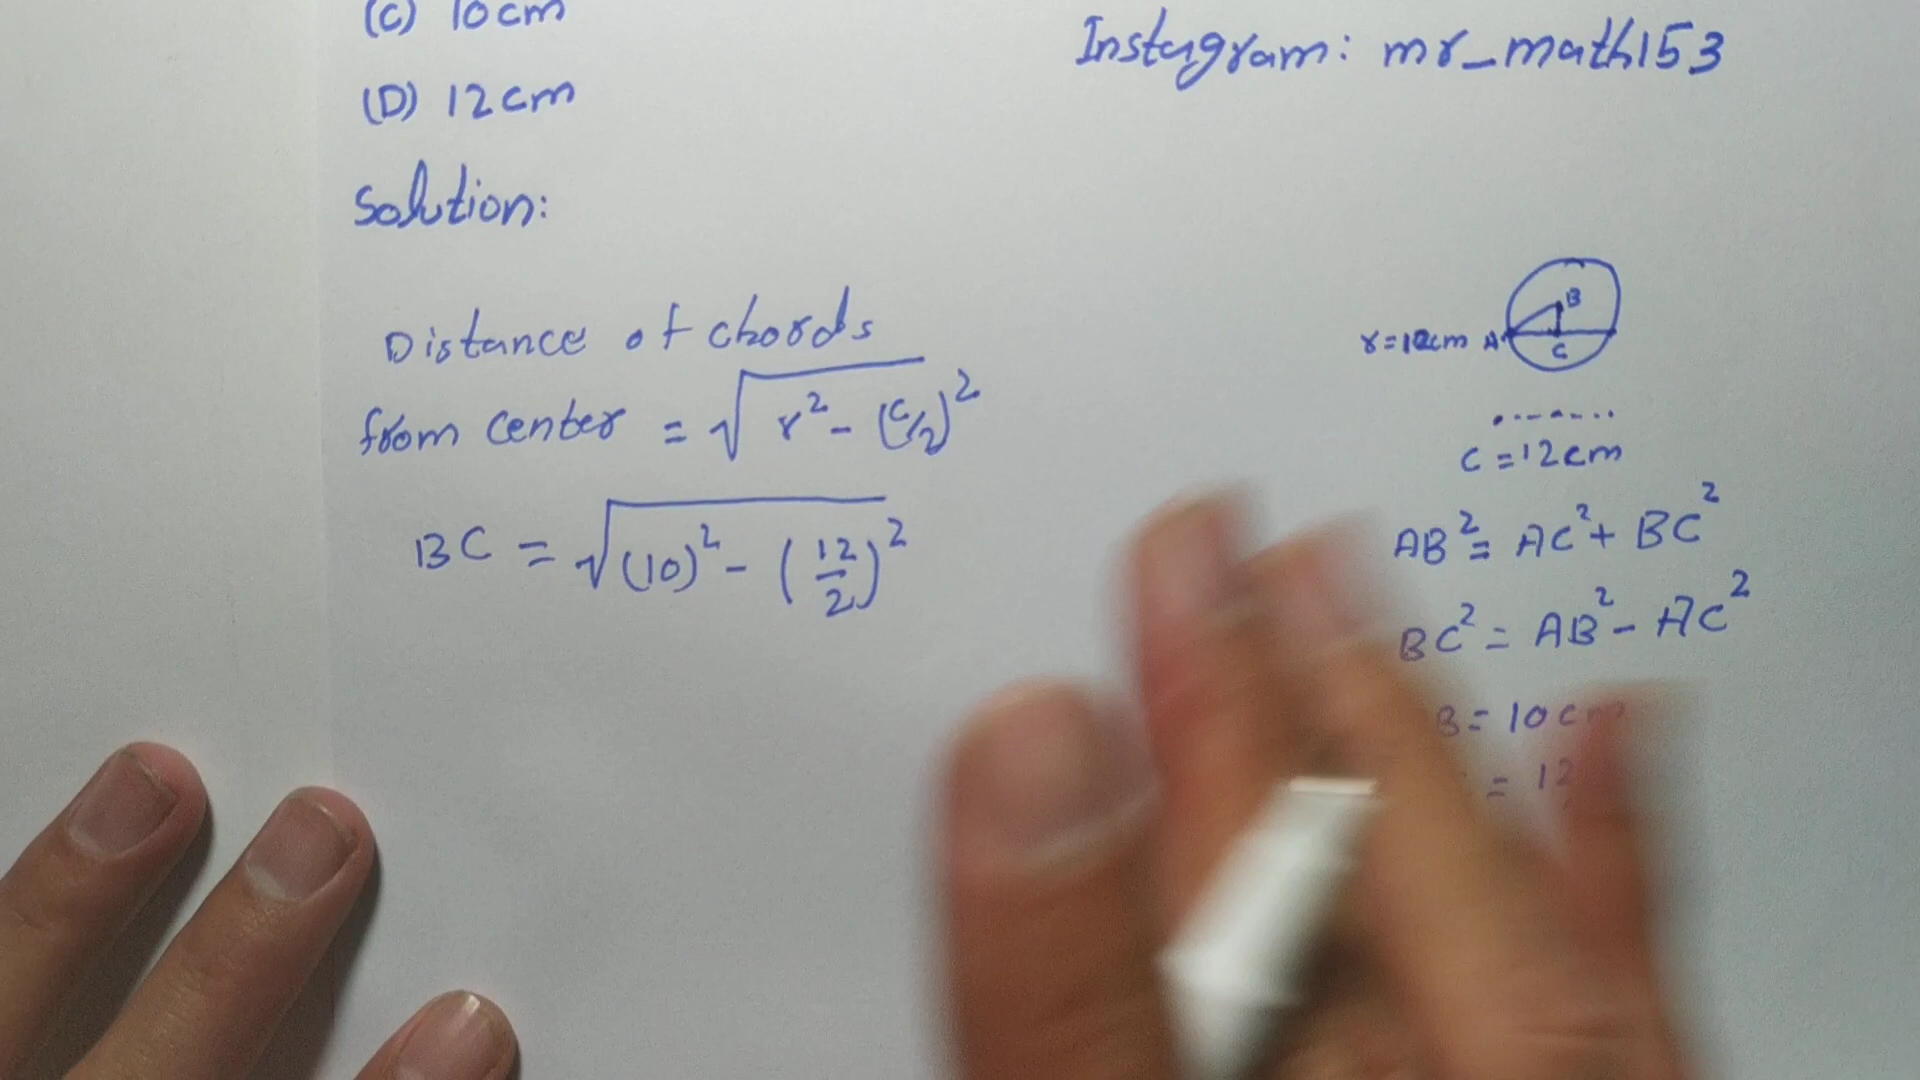 (C) 10cm
(D) 12cm
Instagram: mr_math153
Solution:
Distance of chords
from center = √r² - (c/2)²
BC = √(10)² - (12/2)²
B
A
C
C = 12cm
AB² = AC² + BC²
BC² = AB² - AC²
B = 10cm
= 12